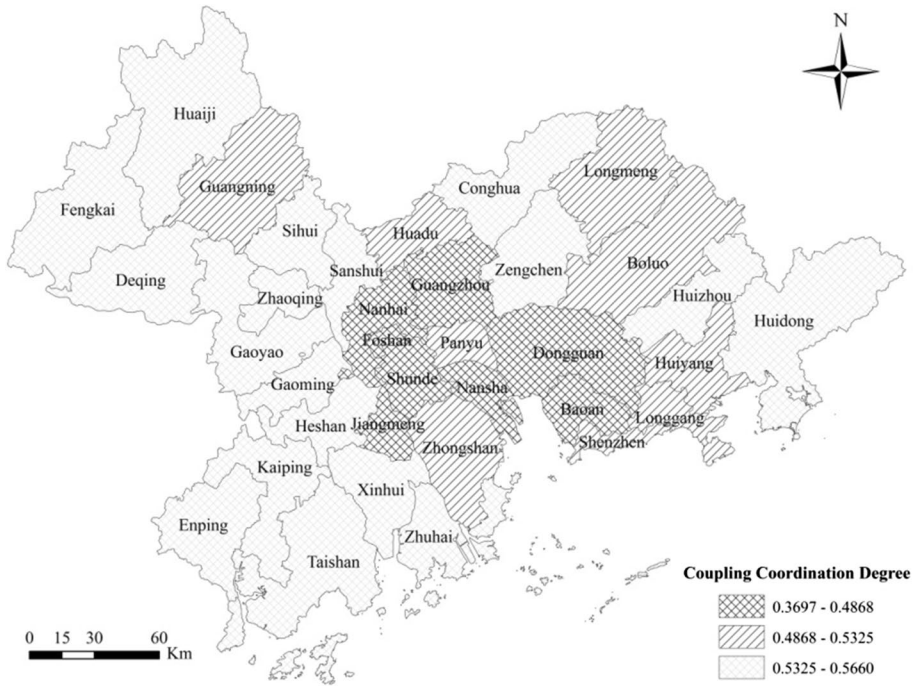 N
Huaiji
Guangning
Longmeng
Conghua
Fengkai
Sihui
Huadu
Boluo
Sanshui
Zengchen
Deqing
Guangzhou
Zhaoqing
Huizhou
Nanhai
Huidong
Foshan
Panyu
Gaoyao
Dongguan
Huiyang
Shunde
Gaoming
Nansha
Baoan
Longgang
Heshan
Jiangmeng
Shenzhen
Zhongshan
Kaiping
Xinhui
Enping
Zhuhai
Taishan
Coupling Coordination Degree
0.3697 - 0.4868
0.4868 - 0.5325
0.5325 - 0.5660
0 15 30 60
Km